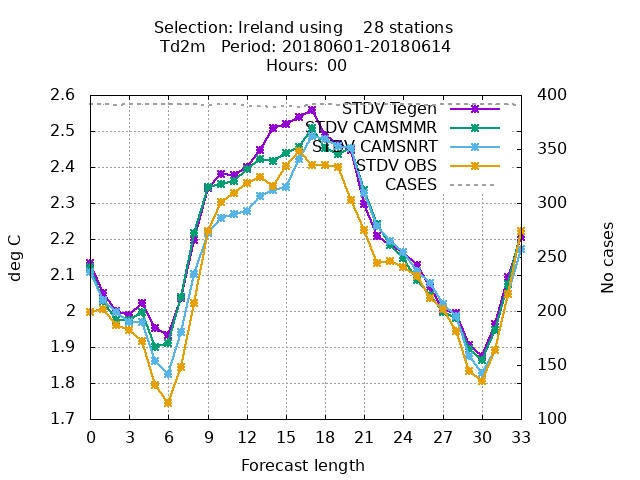 Selection: Ireland using    28 stations
Td2m   Period: 20180601-20180614
Hours:  00
2.6
2.5
2.4
2.3
2.2
2.1
2
1.9
1.8
1.7
400
350
300
250
200
150
100
STDV Tegen
STDV CAMSMMR
STDV CAMSNRT
STDV OBS
CASES
deg C
No cases
0 3 6 9 12 15 18 21 24 27 30 33
Forecast length